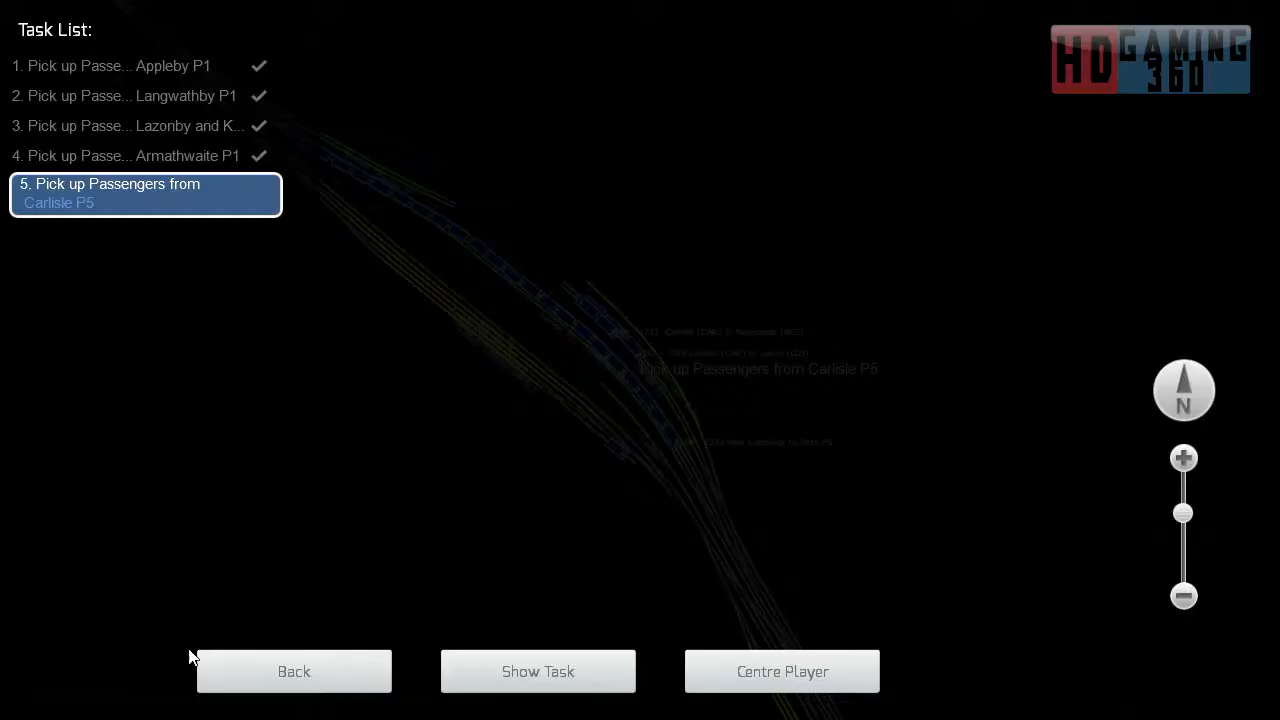 Task List:
HD GAMING 360
1. Pick up Passe... Appleby P1
2. Pick up Passe... Langwathby P1
3. Pick up Passe... Lazonby and K...
4. Pick up Passe... Armathwaite P1
5. Pick up Passengers from
Carlisle P5
Pick up Passengers from Carlisle P5
N
Back
Show Task
Centre Player